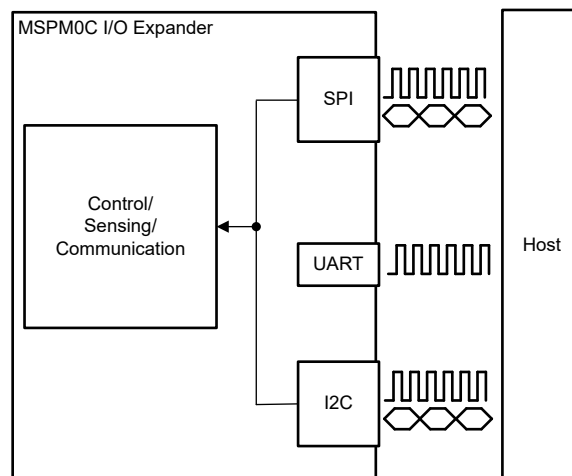 MSPM0C I/O Expander
SPI
Control/
Sensing/
Communication
UART
Host
I2C